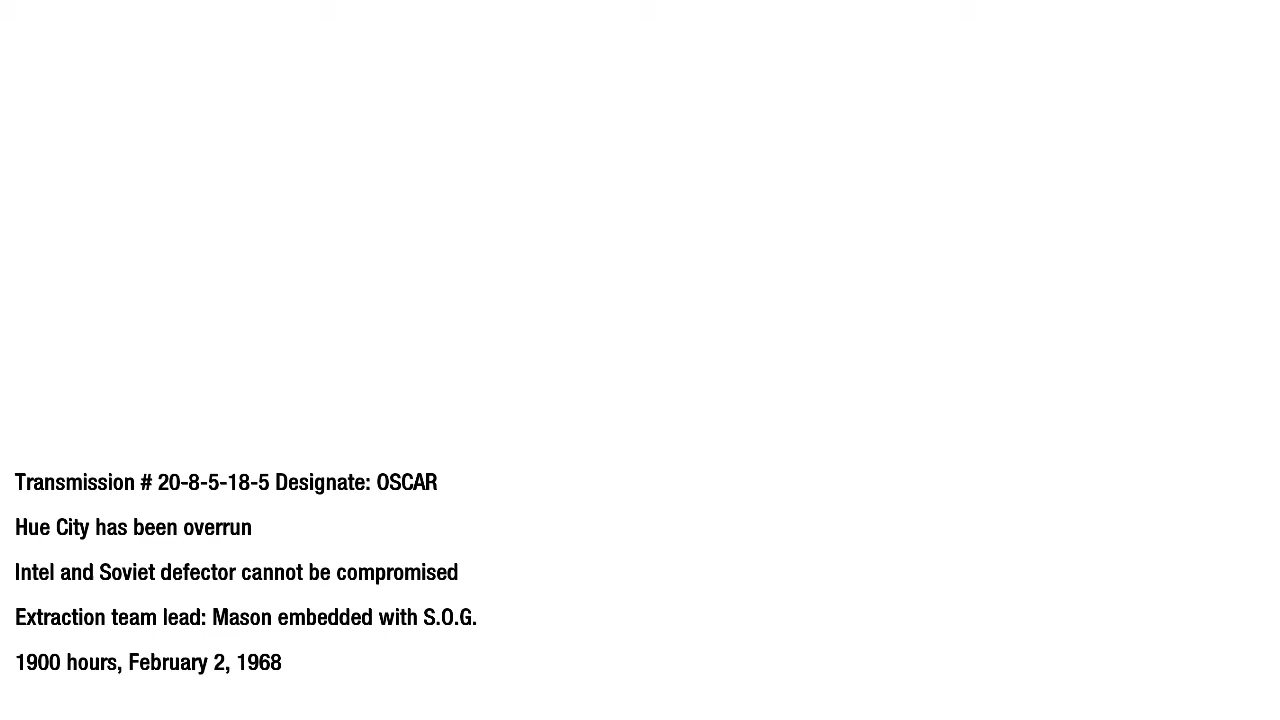 Transmission # 20-8-5-18-5 Designate: OSCAR
Hue City has been overrun
Intel and Soviet defector cannot be compromised
Extraction team lead: Mason embedded with S.O.G.
1900 hours, February 2, 1968